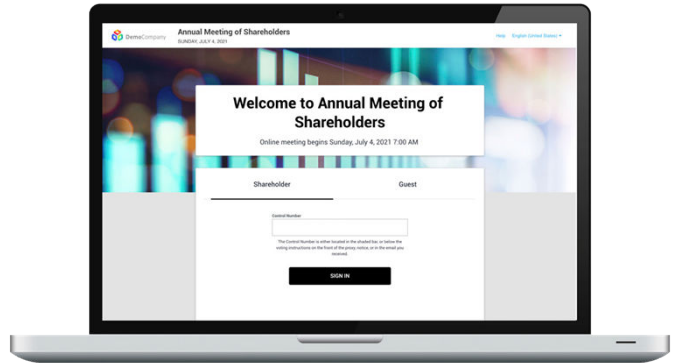 DemoCompany
Annual Meeting of Shareholders
SUNDAY, JULY 4, 2021
Help
English (United States)
Welcome to Annual Meeting of
Shareholders
Online meeting begins Sunday, July 4, 2021 7:00 AM
Shareholder
Guest
Control Number
The Control Number is either located in the shaded bar, or below the
voting instructions on the front of the proxy, notice, or in the email you
received.
SIGN IN